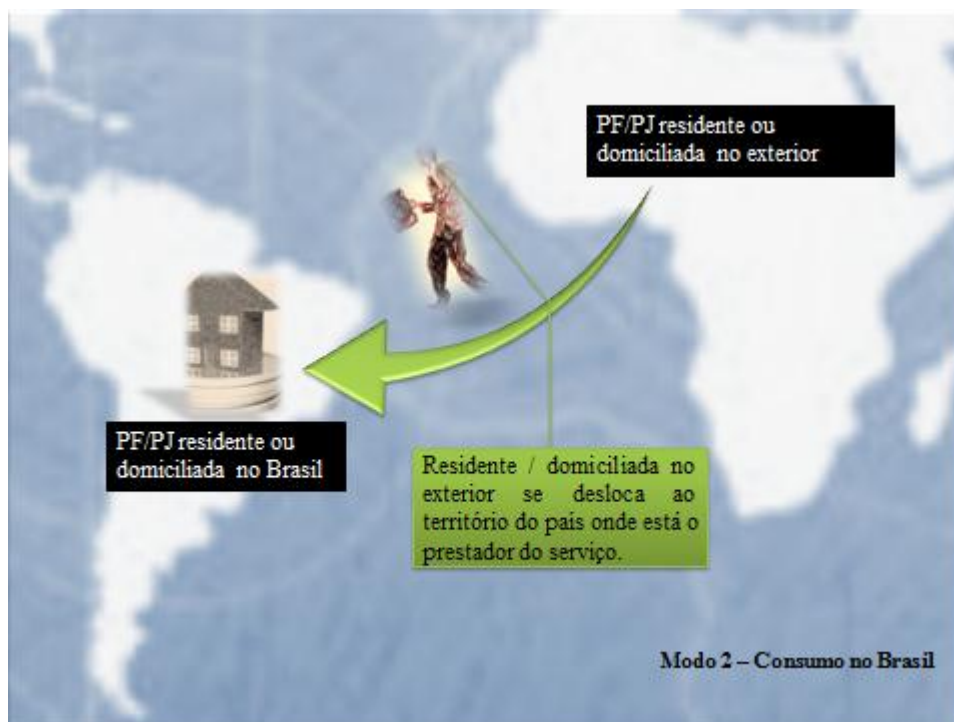 PF/PJ residente ou
domiciliada no exterior
PF/PJ residente ou
domiciliada no Brasil
Residente / domiciliada no
exterior se desloca ao
território do país onde está o
prestador do serviço.
Modo 2 – Consumo no Brasil